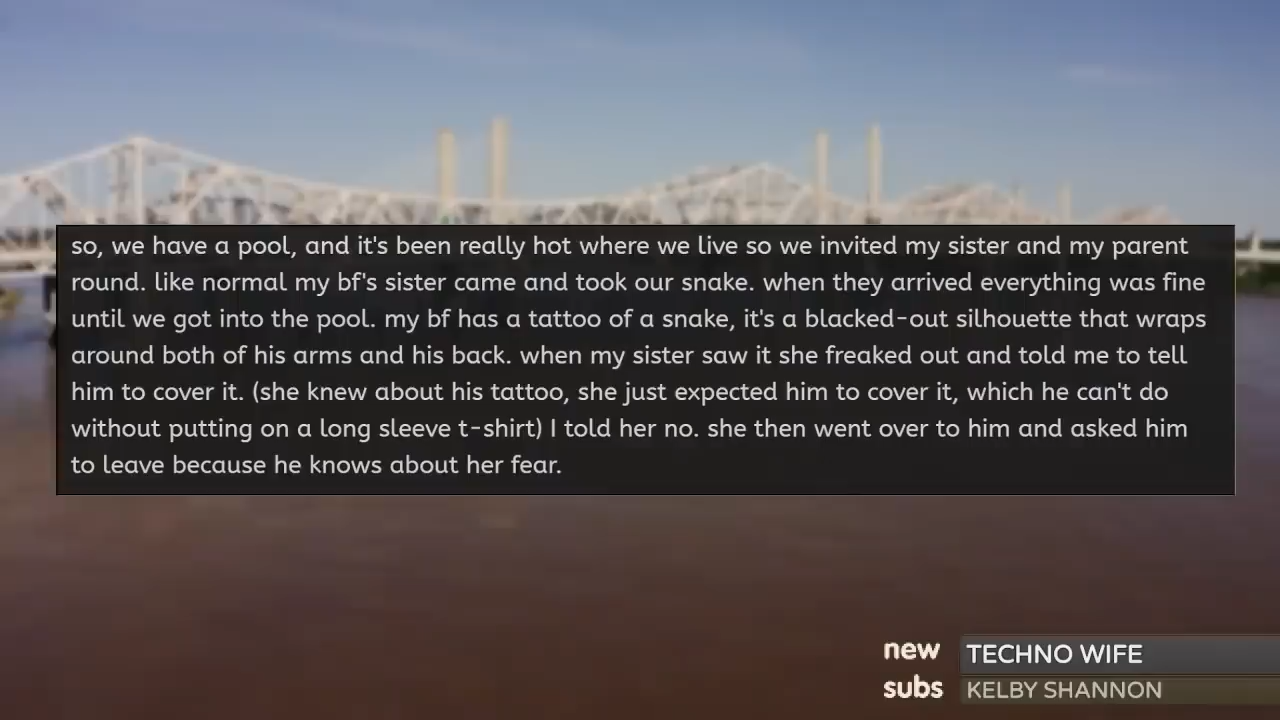 so, we have a pool, and it's been really hot where we live so we invited my sister and my parent
round. like normal my bf's sister came and took our snake. when they arrived everything was fine
until we got into the pool. my bf has a tattoo of a snake, it's a blacked-out silhouette that wraps
around both of his arms and his back. when my sister saw it she freaked out and told me to tell
him to cover it. (she knew about his tattoo, she just expected him to cover it, which he can't do
without putting on a long sleeve t-shirt) I told her no. she then went over to him and asked him
to leave because he knows about her fear.
new TECHNO WIFE
subs KELBY SHANNON